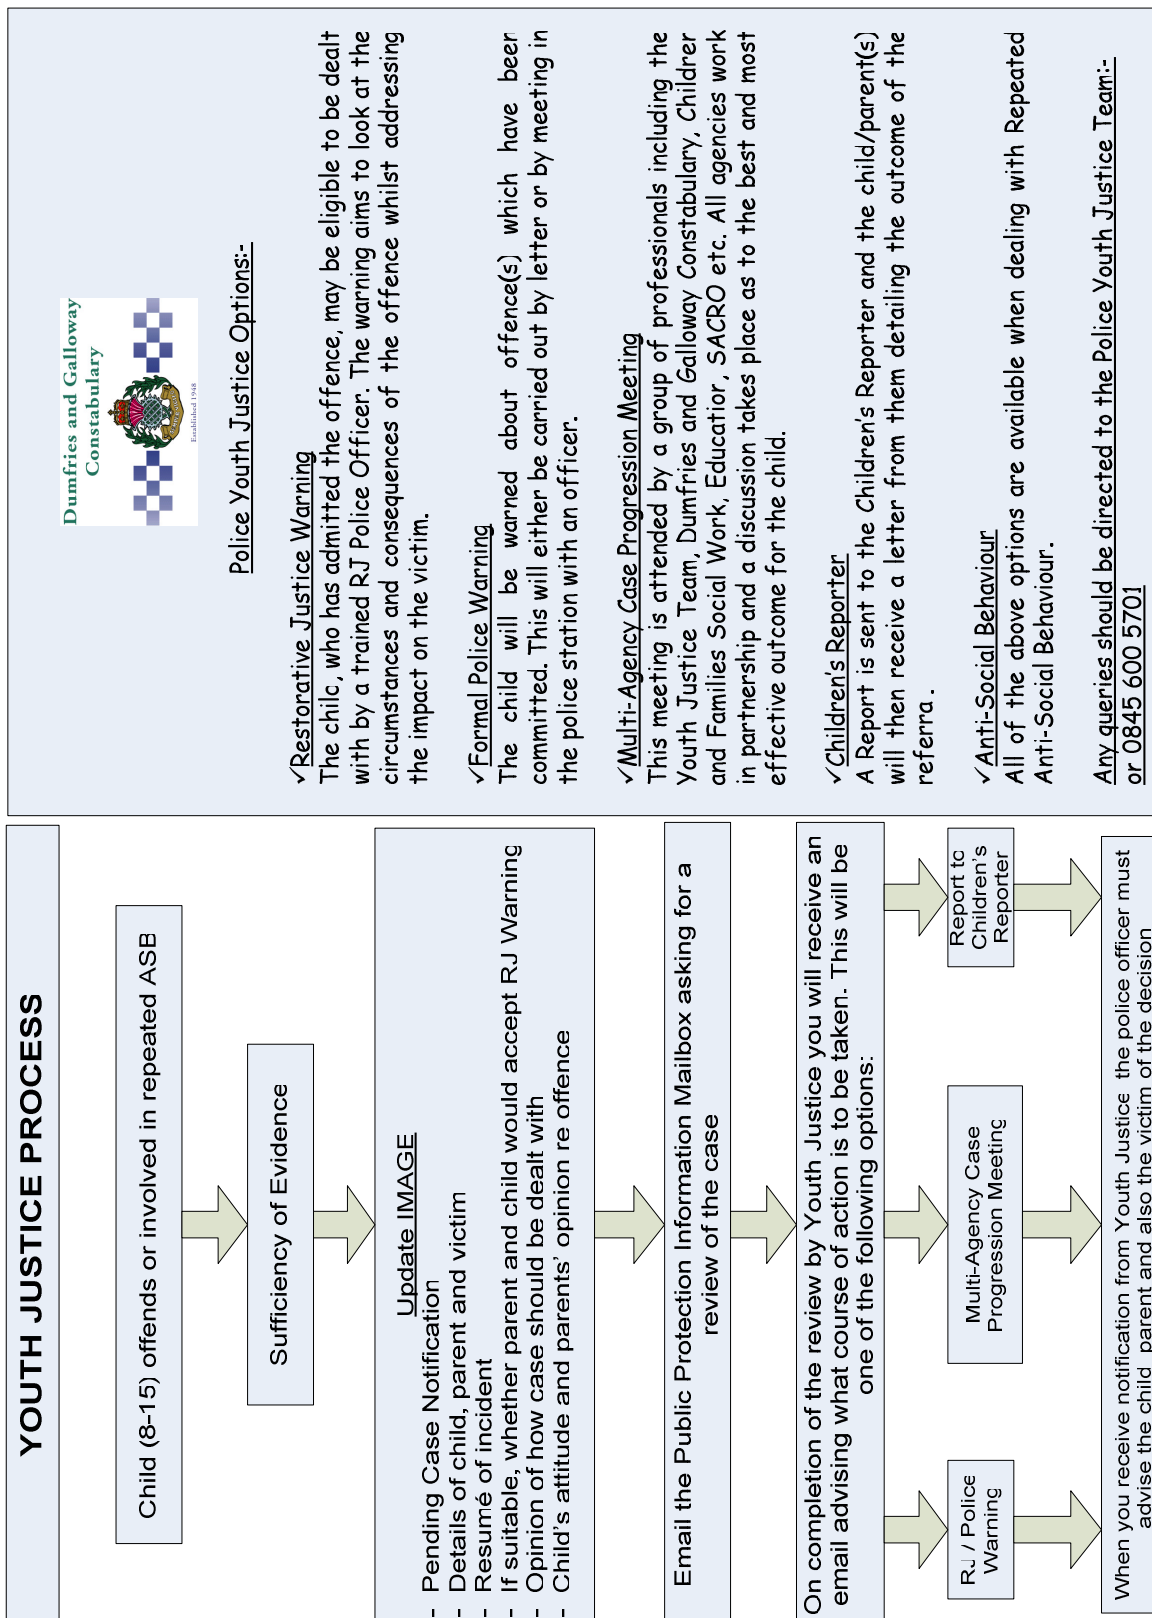 YOUTH JUSTICE PROCESS
Child (8-15) offends or involved in repeated ASB
Sufficiency of Evidence
Update IMAGE
- Pending Case Notification
- Details of child, parent and victim
- Resumé of incident
- If suitable, whether parent and child would accept RJ Warning
- Opinion of how case should be dealt with
- Child's attitude and parents' opinion re offence
Email the Public Protection Information Mailbox asking for a
review of the case
On completion of the review by Youth Justice you will receive an
email advising what course of action is to be taken. This will be
one of the following options:
RJ / Police
Warning
Multi-Agency Case
Progression Meeting
Report to
Children's
Reporter
When you receive notification from Youth Justice the police officer must
advise the child parent and also the victim of the decision
Dumfries and Galloway
Constabulary
Established 1948
Police Youth Justice Options:-
✓Restorative Justice Warning
The chilc, who has admitted the offence, may be eligible to be dealt
with by a trained RJ Police Officer. The warning aims to look at the
circumstances and consequences of the offence whilst addressing
the impact on the victim.
✓Formal Police Warning
The child will be warned about offence(s) which have been
committed. This will either be carried out by letter or by meeting in
the police station with an officer.
✓Multi-Agency Case Progression Meeting
This meeting is attended by a group of professionals including the
Youth Justice Team, Dumfries and Galloway Constabulary, Childrer
and Families Social Work, Educatior, SACRO etc. All agencies work
in partnership and a discussion takes place as to the best and most
effective outcome for the child.
✓Children's Reporter
A Report is sent to the Children's Reporter and the child/parent(s)
will then receive a letter from them detailing the outcome of the
referra.
✓Anti-Social Behaviour
All of the above options are available when dealing with Repeated
Anti-Social Behaviour.
Any queries should be directed to the Police Youth Justice Team:-
or 0845 600 5701